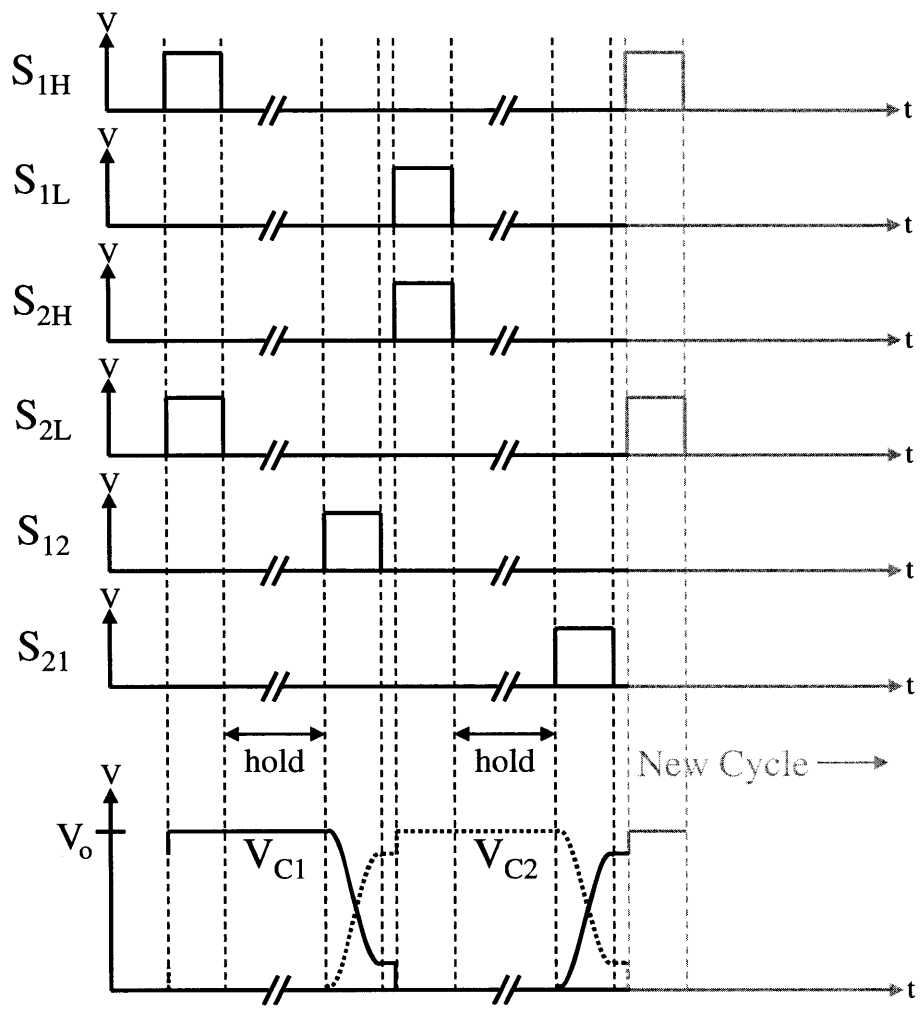 V
S1H
t
V
S1L
t
V
S2H
t
V
S2L
t
V
S12
t
V
S21
t
hold
hold
New Cycle
V
Vo
VC1
VC2
t